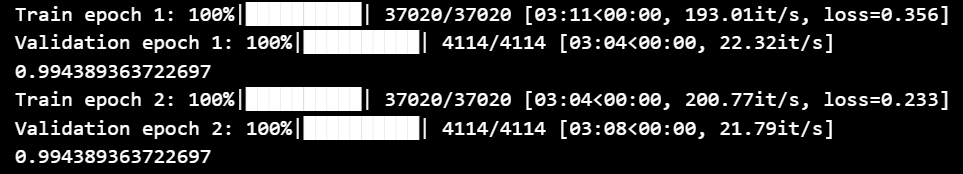 Train epoch 1: 100%|██████████| 37020/37020 [03:11<00:00, 193.01it/s, loss=0.356]
Validation epoch 1: 100%|██████████| 4114/4114 [03:04<00:00, 22.32it/s]
0.994389363722697
Train epoch 2: 100%|██████████| 37020/37020 [03:04<00:00, 200.77it/s, loss=0.233]
Validation epoch 2: 100%|██████████| 4114/4114 [03:08<00:00, 21.79it/s]
0.994389363722697